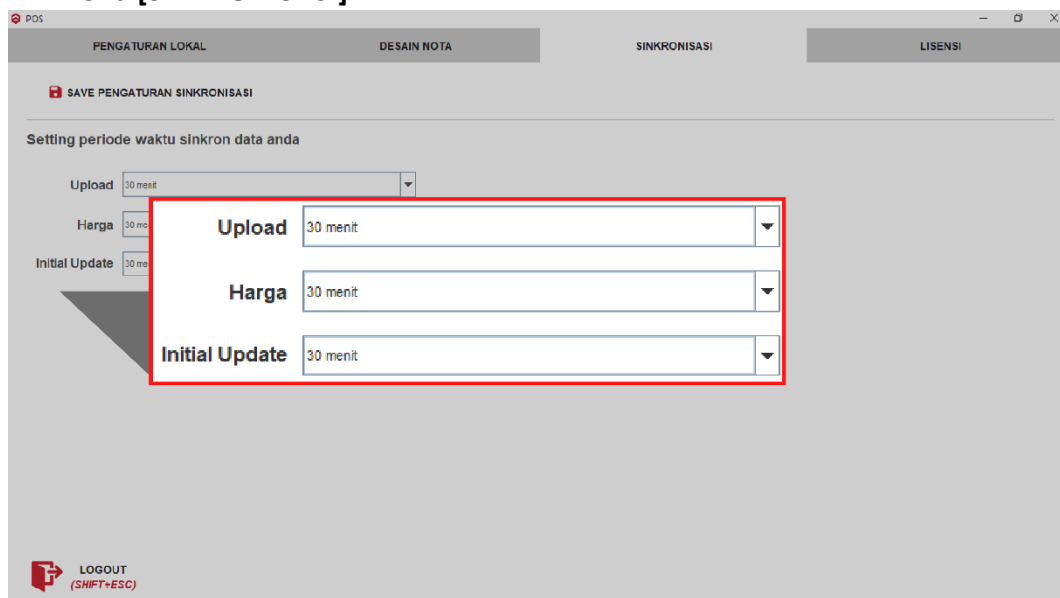 POS
PENGATURAN LOKAL DESAIN NOTA SINKRONISASI LISENSI
SAVE PENGATURAN SINKRONISASI
Setting periode waktu sinkron data anda
Upload 30 menit
Harga
Initial Update
Upload 30 menit
Harga 30 menit
Initial Update 30 menit
LOGOUT
(SHIFT+ESC)